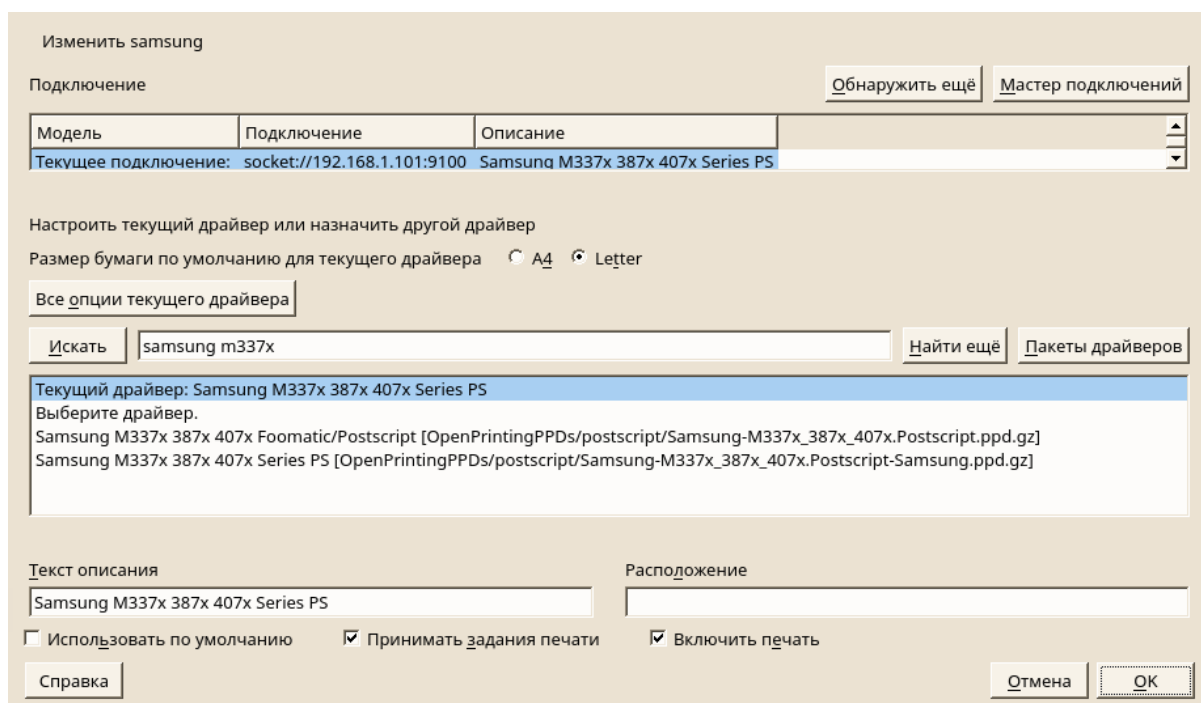 Изменить samsung
Подключение
Обнаружить ещё
Мастер подключений
Модель Подключение Описание
Текущее подключение: socket://192.168.1.101:9100 Samsung M337x 387x 407x Series PS
Настроить текущий драйвер или назначить другой драйвер
Размер бумаги по умолчанию для текущего драйвера A4 Letter
Все опции текущего драйвера
Искать samsung m337x Найти ещё Пакеты драйверов
Текущий драйвер: Samsung M337x 387x 407x Series PS
Выберите драйвер.
Samsung M337x 387x 407x Foomatic/Postscript [OpenPrintingPPDs/postscript/Samsung-M337x_387x_407x.Postscript.ppd.gz]
Samsung M337x 387x 407x Series PS [OpenPrintingPPDs/postscript/Samsung-M337x_387x_407x.Postscript-Samsung.ppd.gz]
Текст описания Расположение
Samsung M337x 387x 407x Series PS
Использовать по умолчанию Принимать задания печати Включить печать
Справка Отмена OK